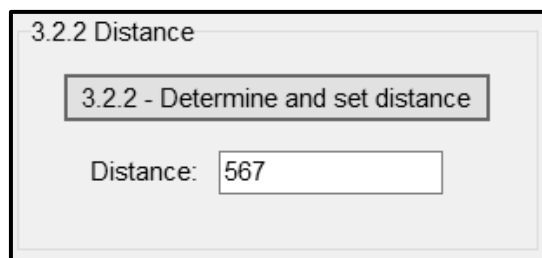 3.2.2 Distance
3.2.2 - Determine and set distance
Distance: 567